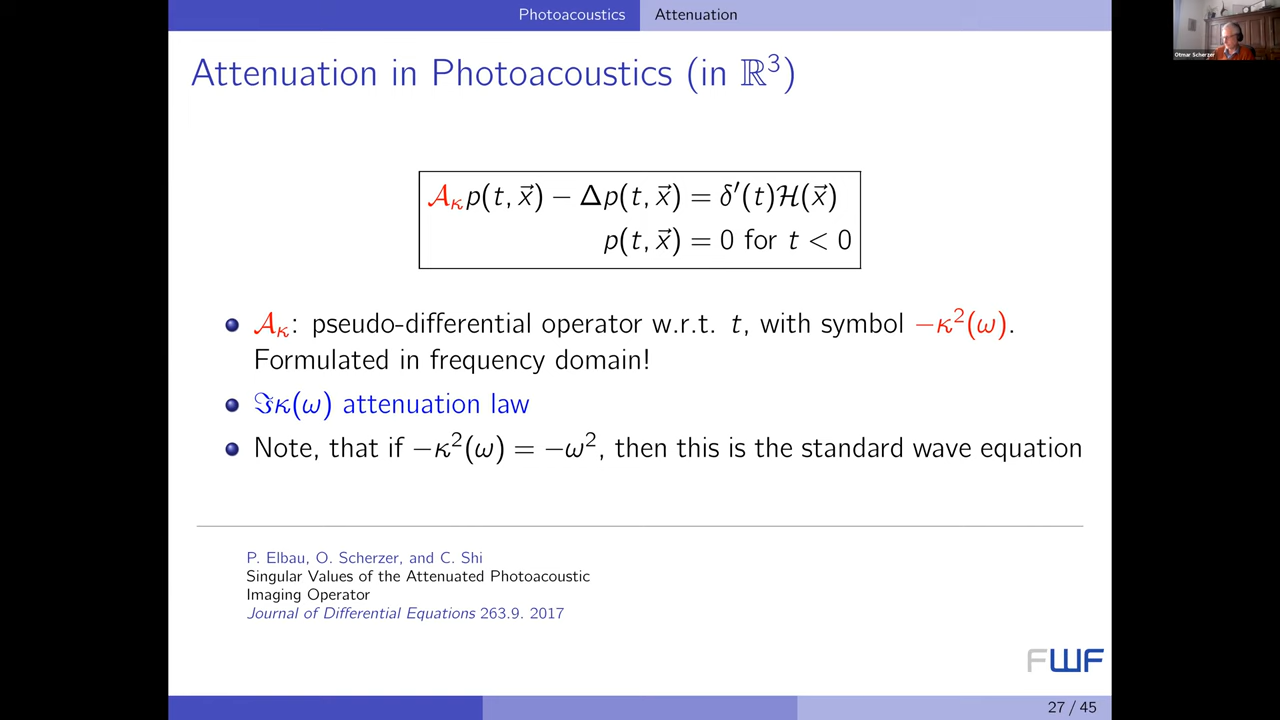 Photoacoustics Attenuation
Otmar Scherzer
Attenuation in Photoacoustics (in ℝ³)
𝒜κp(t, x⃗) − Δp(t, x⃗) = δ′(t)ℋ(x⃗)
p(t, x⃗) = 0 for t < 0
𝒜κ: pseudo-differential operator w.r.t. t, with symbol −κ²(ω).
Formulated in frequency domain!
ℑκ(ω) attenuation law
Note, that if −κ²(ω) = −ω², then this is the standard wave equation
P. Elbau, O. Scherzer, and C. Shi
Singular Values of the Attenuated Photoacoustic
Imaging Operator
Journal of Differential Equations 263.9. 2017
FWF
27 / 45